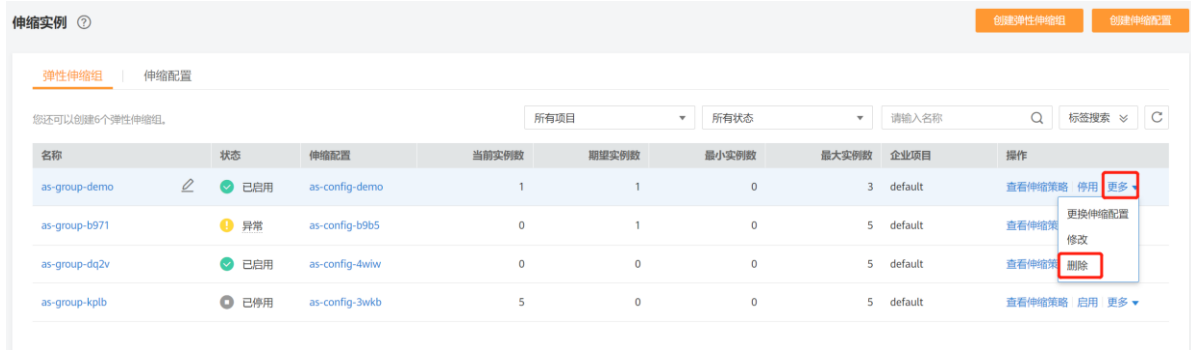 伸缩实例 ? 创建弹性伸缩组 创建伸缩配置
弹性伸缩组 伸缩配置
您还可以创建6个弹性伸缩组。 所有项目 所有状态 请输入名称 标签搜索
名称 状态 伸缩配置 当前实例数 期望实例数 最小实例数 最大实例数 企业项目 操作
as-group-demo 已启用 as-config-demo 1 1 0 3 default 查看伸缩策略 停用 更多
更换伸缩配置
as-group-b971 异常 as-config-b9b5 0 1 0 5 default 查看伸缩策
修改
as-group-dq2v 已启用 as-config-4wiw 0 0 0 5 default 查看伸缩策
删除
as-group-kplb 已停用 as-config-3wkb 5 0 0 5 default 查看伸缩策略 启用 更多